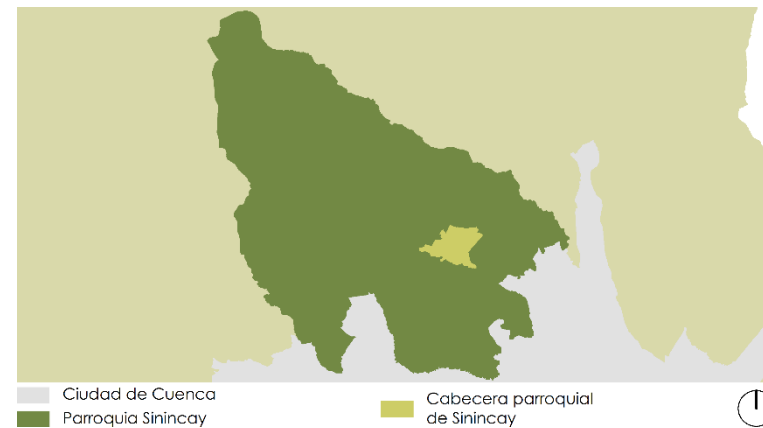 Ciudad de Cuenca
Parroquia Sinincay
Cabecera parroquial
de Sinincay